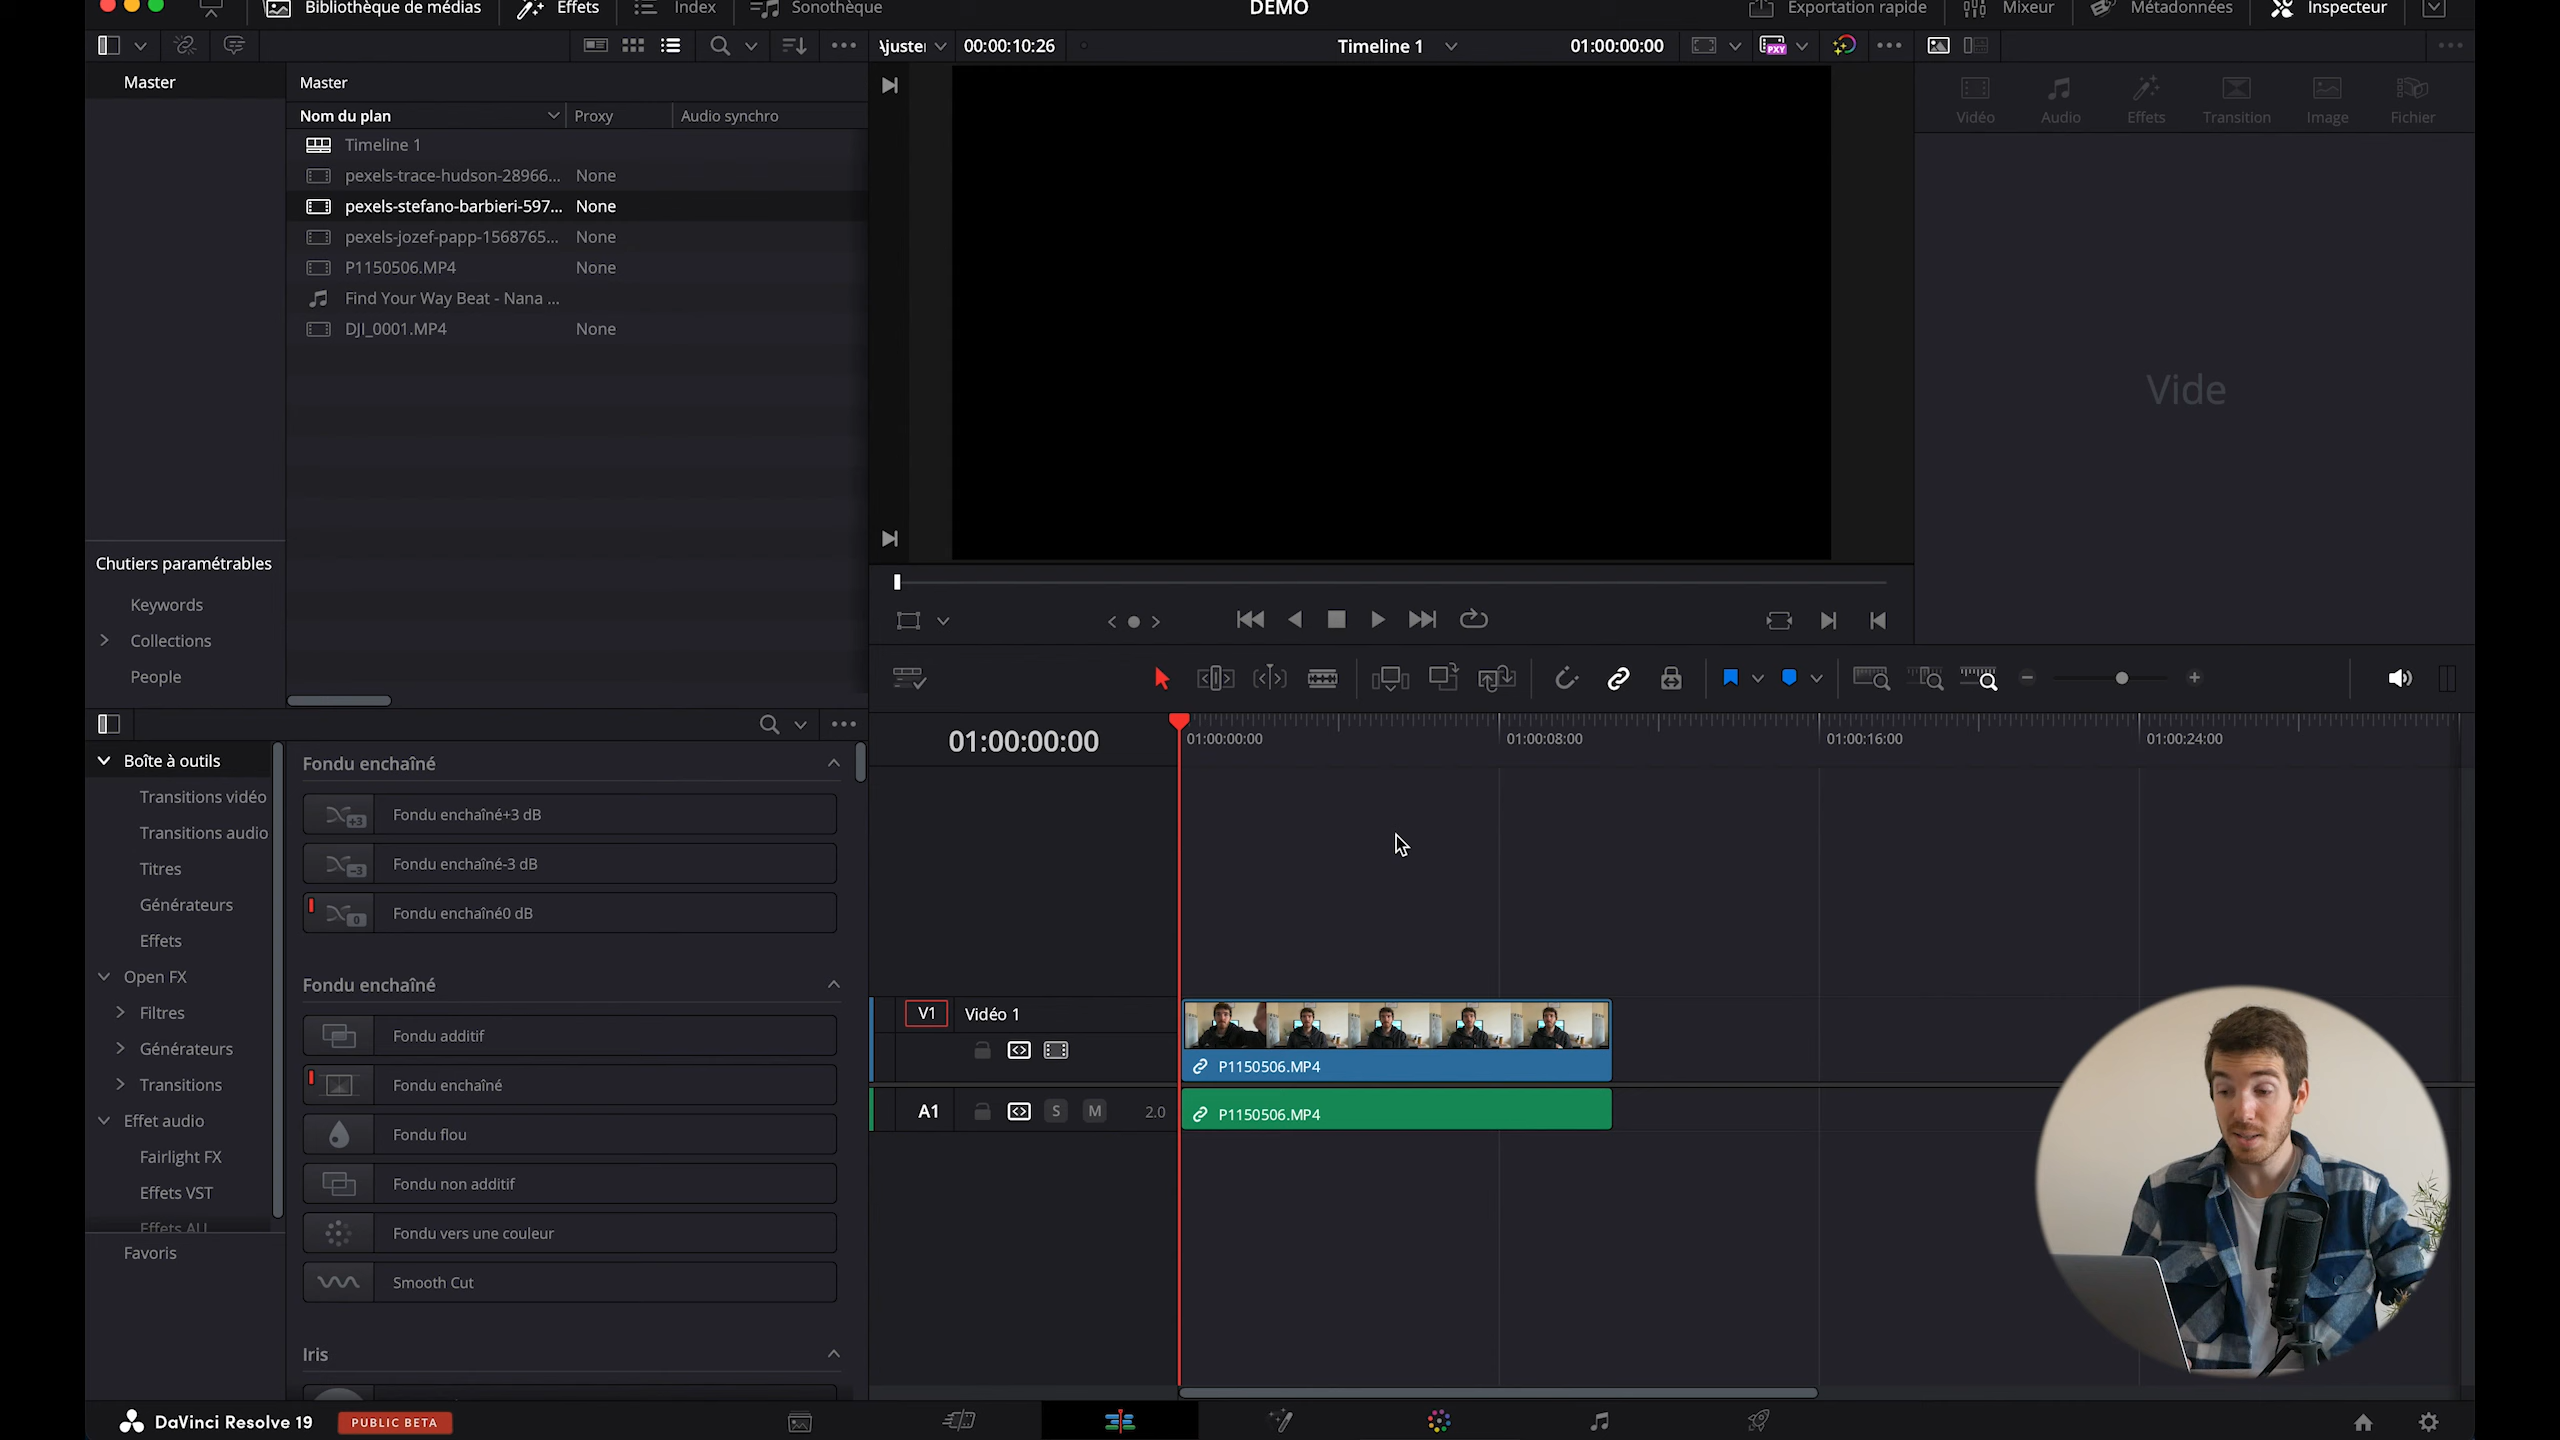 Bibliothèque de médias
Effets
Index
Sonothèque
DEMO
Exportation rapide
Mixeur
Métadonnées
Inspecteur
00:00:10:26
Timeline 1
01:00:00:00
PXY
Master
Master
Nom du plan
Proxy
Audio synchro
Timeline 1
pexels-trace-hudson-28966... None
pexels-stefano-barbieri-597... None
pexels-jozef-papp-1568765... None
P1150506.MP4 None
Find Your Way Beat - Nana ...
DJI_0001.MP4 None
Chutiers paramétrables
Keywords
Collections
People
Vidéo
Audio
Effets
Transition
Image
Fichier
Vide
Boîte à outils
Transitions vidéo
Transitions audio
Titres
Générateurs
Effets
Open FX
Filtres
Générateurs
Transitions
Effet audio
Fairlight FX
Effets VST
Favoris
Fondu enchaîné
+3 Fondu enchaîné+3 dB
-3 Fondu enchaîné-3 dB
0 Fondu enchaîné0 dB
Fondu enchaîné
Fondu additif
Fondu enchaîné
Fondu flou
Fondu non additif
Fondu vers une couleur
Smooth Cut
Iris
01:00:00:00
01:00:00:00
01:00:08:00
01:00:16:00
01:00:24:00
V1 Vidéo 1
P1150506.MP4
A1 S M 2.0
P1150506.MP4
DaVinci Resolve 19
PUBLIC BETA